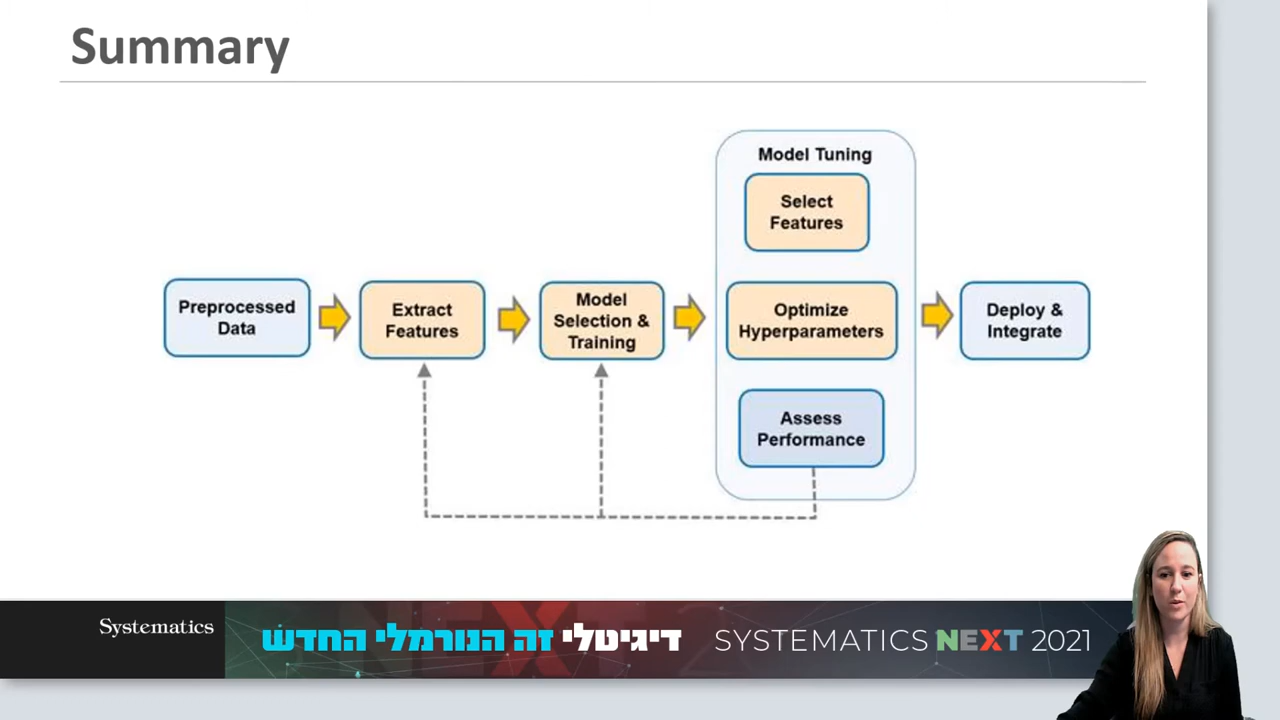 Summary
Model Tuning
Select
Features
Preprocessed
Data
Extract
Features
Model
Selection &
Training
Optimize
Hyperparameters
Deploy &
Integrate
Assess
Performance
Systematics
דיגיטלי זה הנורמלי החדש
SYSTEMATICS NEXT 2021